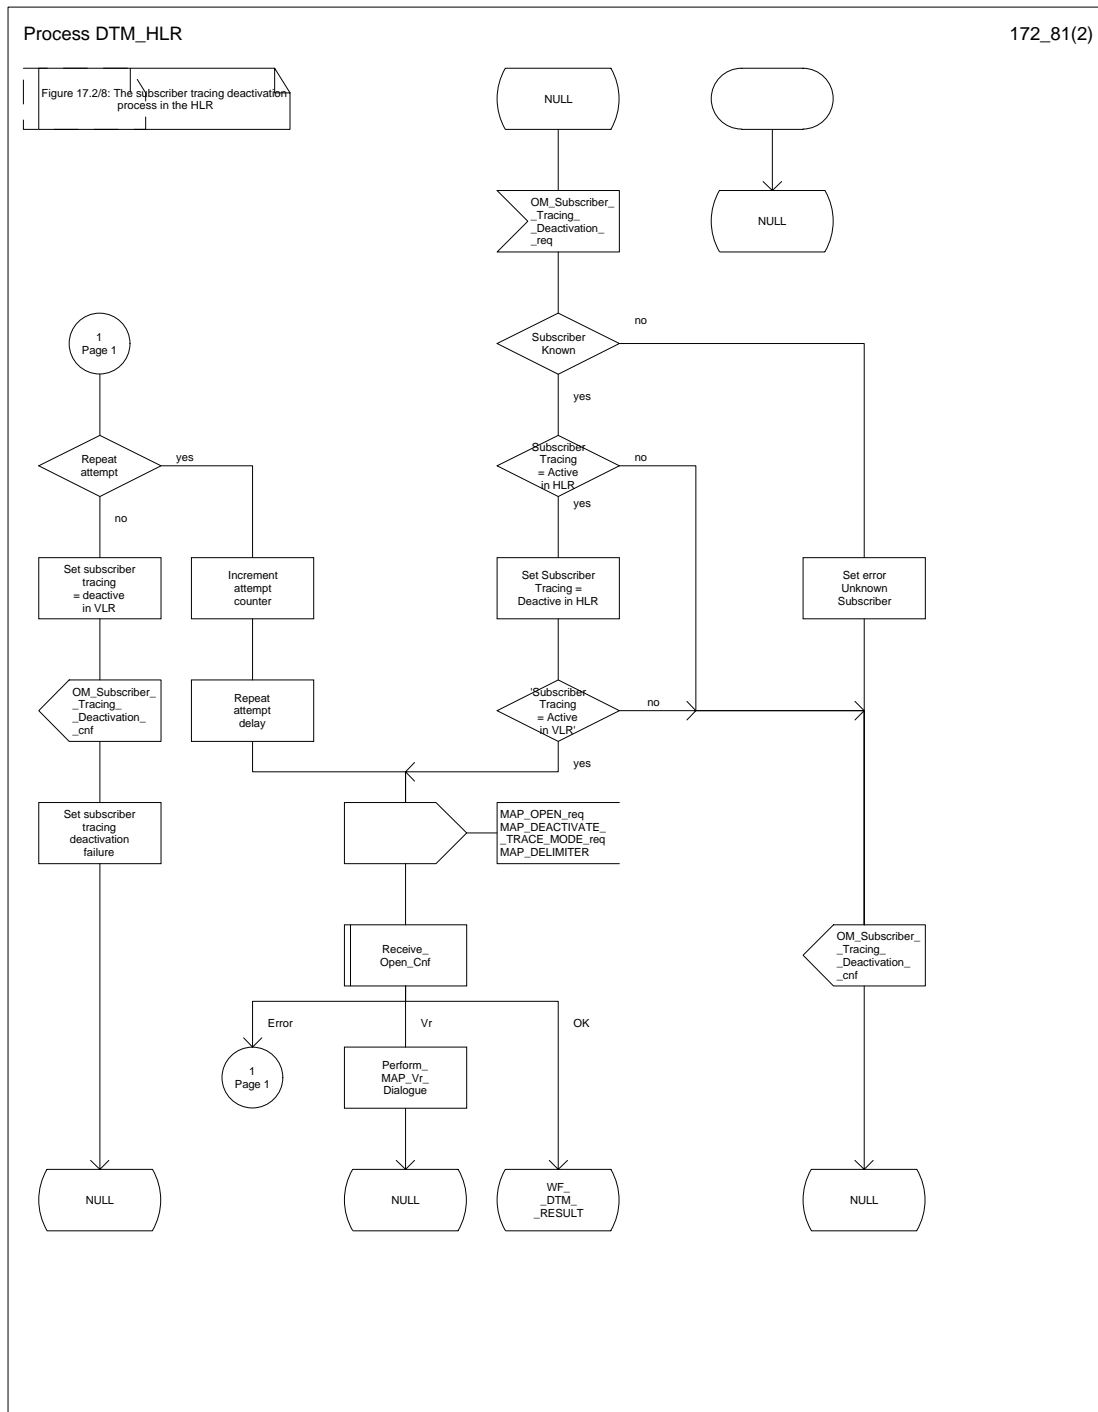 Process DTM_HLR
172_81(2)
Figure 17.2/8: The subscriber tracing deactivation
process in the HLR
NULL
OM_Subscriber_
_Tracing_
_Deactivation_
_req
NULL
1
Page 1
Subscriber
Known
no
yes
Repeat
attempt
yes
no
Subscriber
Tracing
= Active
in HLR
no
yes
Set subscriber
tracing
= deactive
in VLR
Increment
attempt
counter
Set Subscriber
Tracing =
Deactive in HLR
Set error
Unknown
Subscriber
OM_Subscriber_
_Tracing_
_Deactivation_
_cnf
Repeat
attempt
delay
'Subscriber
Tracing
= Active
in VLR'
no
yes
Set subscriber
tracing
deactivation
failure
MAP_OPEN_req
MAP_DEACTIVATE_
_TRACE_MODE_req
MAP_DELIMITER
Receive_
Open_Cnf
OM_Subscriber_
_Tracing_
_Deactivation_
_cnf
Error
Vr
OK
1
Page 1
Perform_
MAP_Vr_
Dialogue
NULL
NULL
WF_
_DTM_
_RESULT
NULL